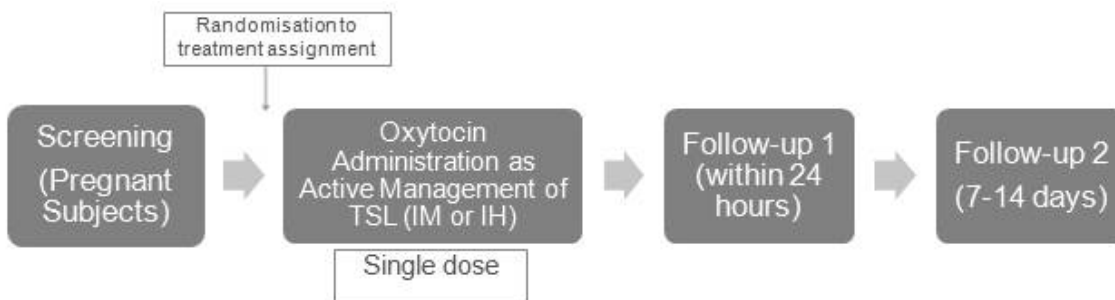 Randomisation to
treatment assignment
Screening
(Pregnant
Subjects)
Oxytocin
Administration as
Active Management of
TSL (IM or IH)
Single dose
Follow-up 1
(within 24
hours)
Follow-up 2
(7-14 days)